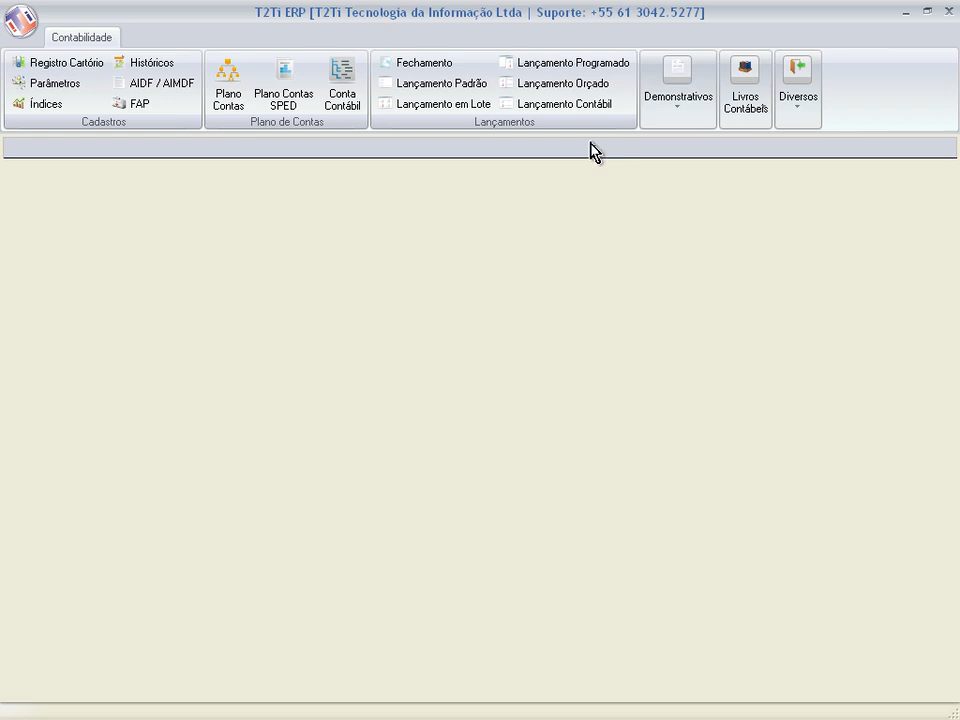 T2Ti ERP [T2Ti Tecnologia da Informação Ltda | Suporte: +55 61 3042.5277]
Contabilidade
Registro Cartório
Históricos
Parâmetros
AIDF / AIMDF
Índices
FAP
Cadastros
Plano
Contas
Plano Contas
SPED
Conta
Contábil
Plano de Contas
Fechamento
Lançamento Programado
Lançamento Padrão
Lançamento Orçado
Lançamento em Lote
Lançamento Contábil
Lançamentos
Demonstrativos
Livros
Contábeis
Diversos